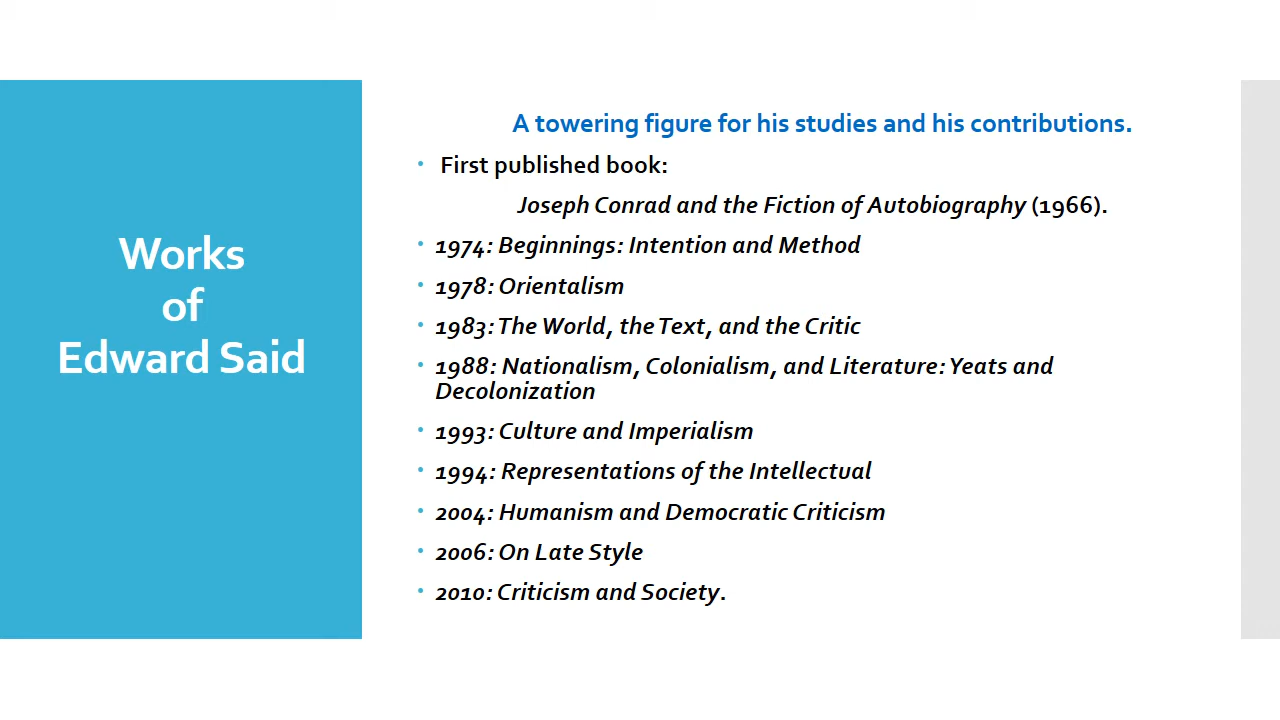 Works
of
Edward Said
A towering figure for his studies and his contributions.
• First published book:
Joseph Conrad and the Fiction of Autobiography (1966).
• 1974: Beginnings: Intention and Method
• 1978: Orientalism
• 1983: The World, the Text, and the Critic
• 1988: Nationalism, Colonialism, and Literature: Yeats and
Decolonization
• 1993: Culture and Imperialism
• 1994: Representations of the Intellectual
• 2004: Humanism and Democratic Criticism
• 2006: On Late Style
• 2010: Criticism and Society.